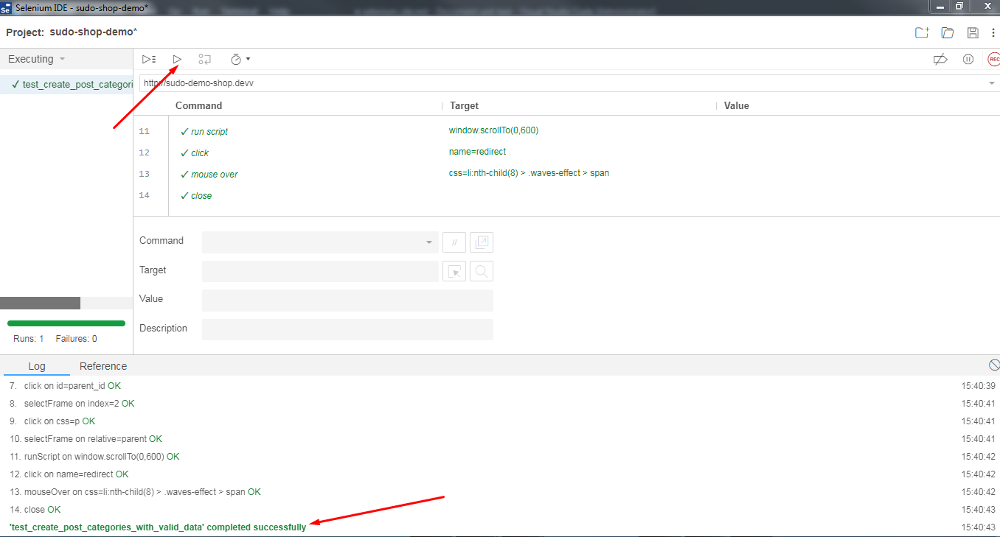 Selenium IDE - sudo-shop-demo*
Project: sudo-shop-demo*
Executing
REC
✓ test_create_post_categori
http://sudo-demo-shop.devv
Command Target Value
11 ✓ run script window.scrollTo(0,600)
12 ✓ click name=redirect
13 ✓ mouse over css=li:nth-child(8) > .waves-effect > span
14 ✓ close
Command //
Target
Value
Description
Runs: 1 Failures: 0
Log Reference
7. click on id=parent_id OK 15:40:39
8. selectFrame on index=2 OK 15:40:41
9. click on css=p OK 15:40:41
10. selectFrame on relative=parent OK 15:40:41
11. runScript on window.scrollTo(0,600) OK 15:40:42
12. click on name=redirect OK 15:40:42
13. mouseOver on css=li:nth-child(8) > .waves-effect > span OK 15:40:42
14. close OK 15:40:43
'test_create_post_categories_with_valid_data' completed successfully 15:40:43